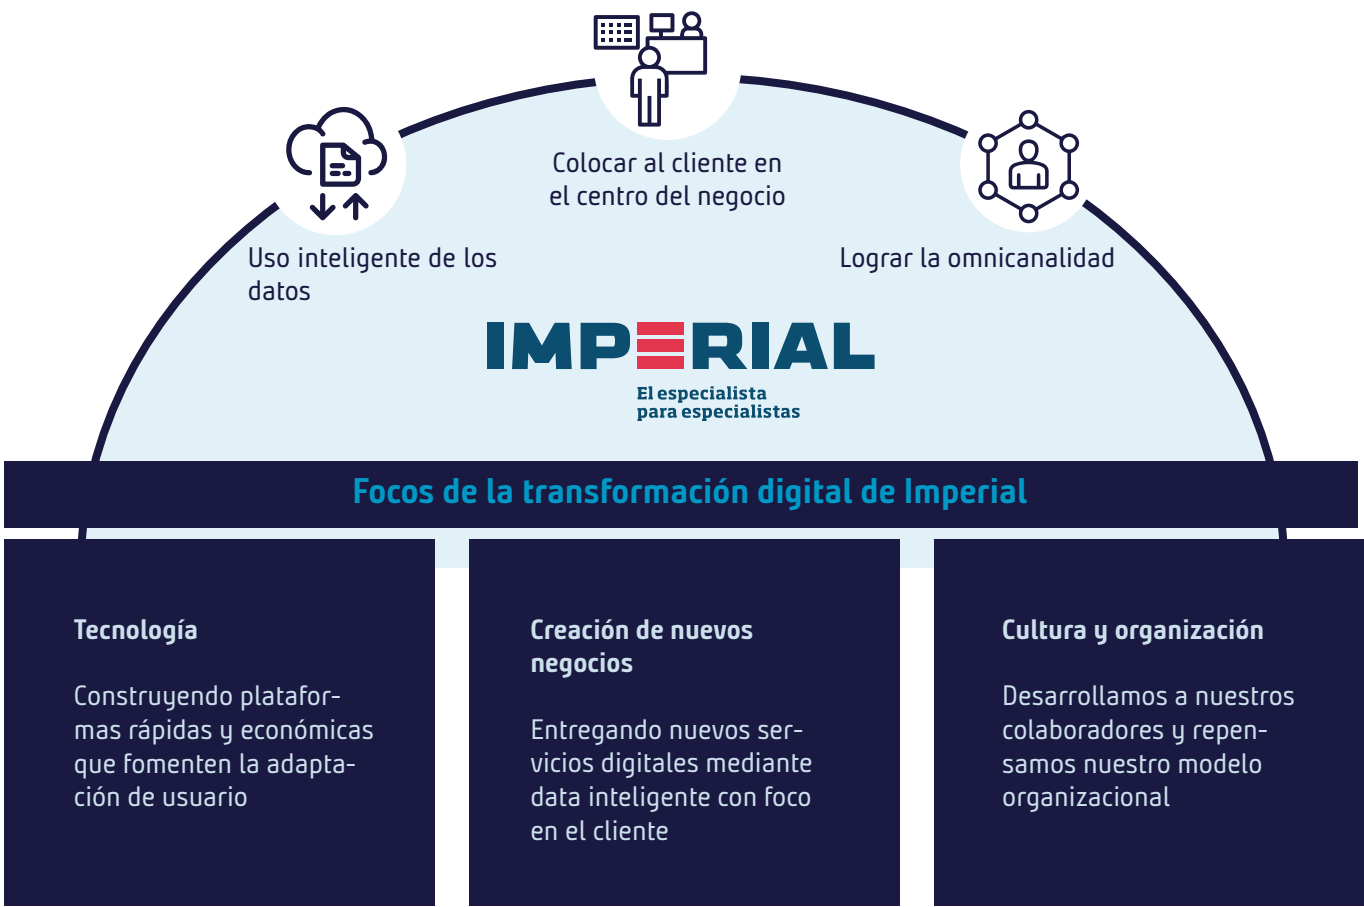 Colocar al cliente en
el centro del negocio
Uso inteligente de los
datos
Lograr la omnicanalidad
IMPERIAL
El especialista
para especialistas
Focos de la transformación digital de Imperial
Tecnología
Construyendo platafor-
mas rápidas y económicas
que fomenten la adapta-
ción de usuario
Creación de nuevos
negocios
Entregando nuevos ser-
vicios digitales mediante
data inteligente con foco
en el cliente
Cultura y organización
Desarrollamos a nuestros
colaboradores y repen-
samos nuestro modelo
organizacional